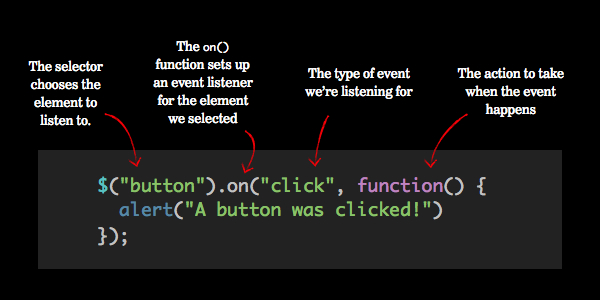 The selector
chooses the
element to
listen to.
The on()
function sets up
an event listener
for the element
we selected
The type of event
we're listening for
The action to take
when the event
happens
$("button").on("click", function() {
  alert("A button was clicked!")
});